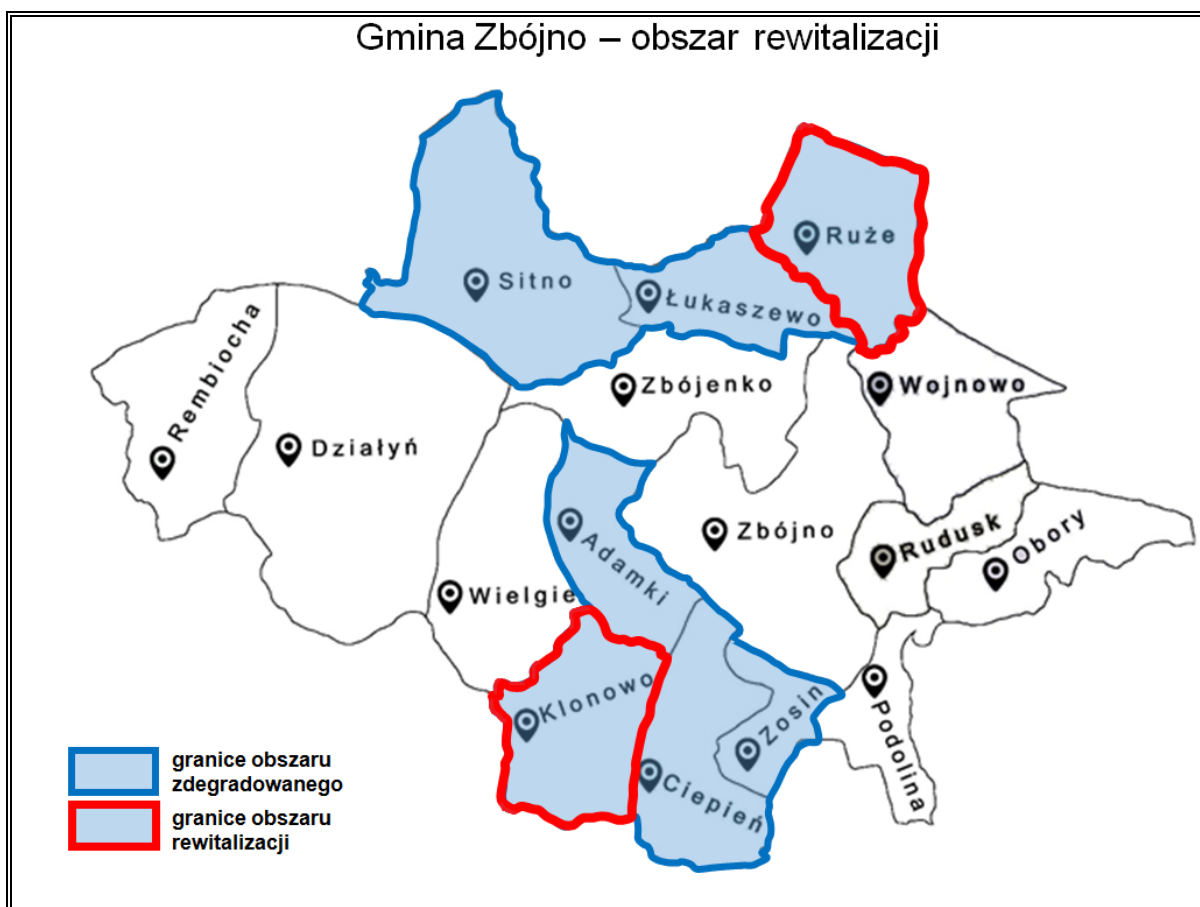 Gmina Zbójno – obszar rewitalizacji
Ruże
Sitno
Łukaszewo
Rembiocha
Zbójenko
Wojnowo
Działyń
Adamki
Zbójno
Rudusk
Obory
Wielgie
Klonowo
Zosin
Podolina
Ciepień
granice obszaru
zdegradowanego
granice obszaru
rewitalizacji